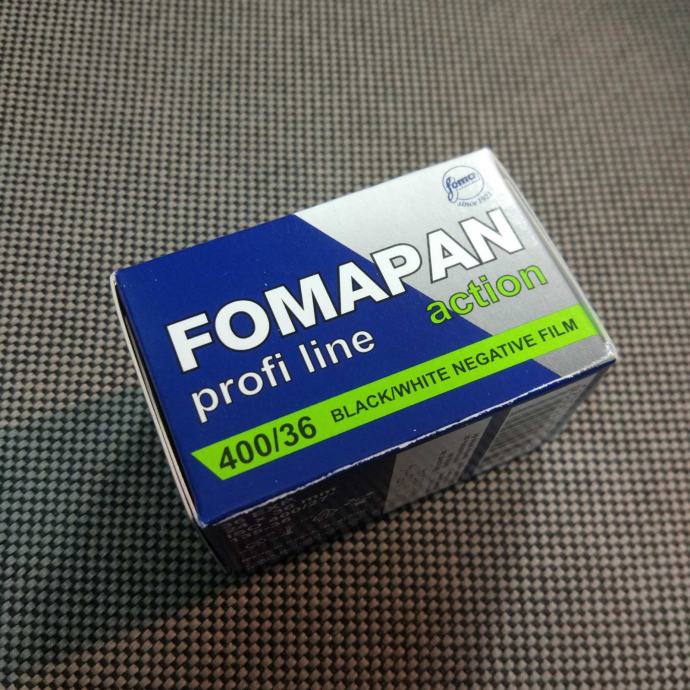 foma
since 1921
FOMAPAN
profi line action
400/36 BLACK/WHITE NEGATIVE FILM